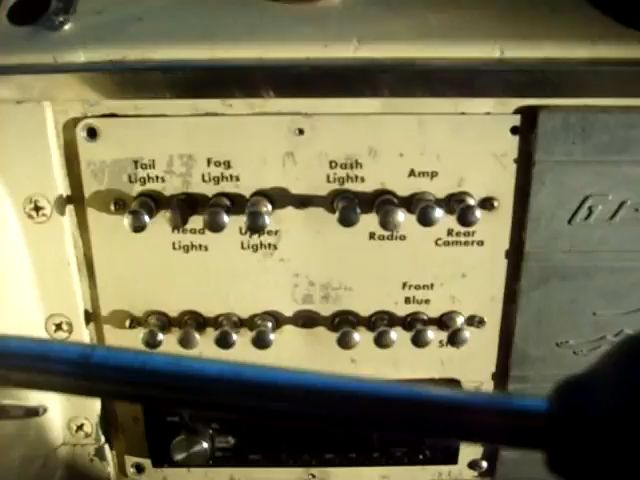 Tail
Lights
Fog
Lights
Dash
Lights
Amp
Head
Lights
Upper
Lights
Radio
Rear
Camera
Front
Blue